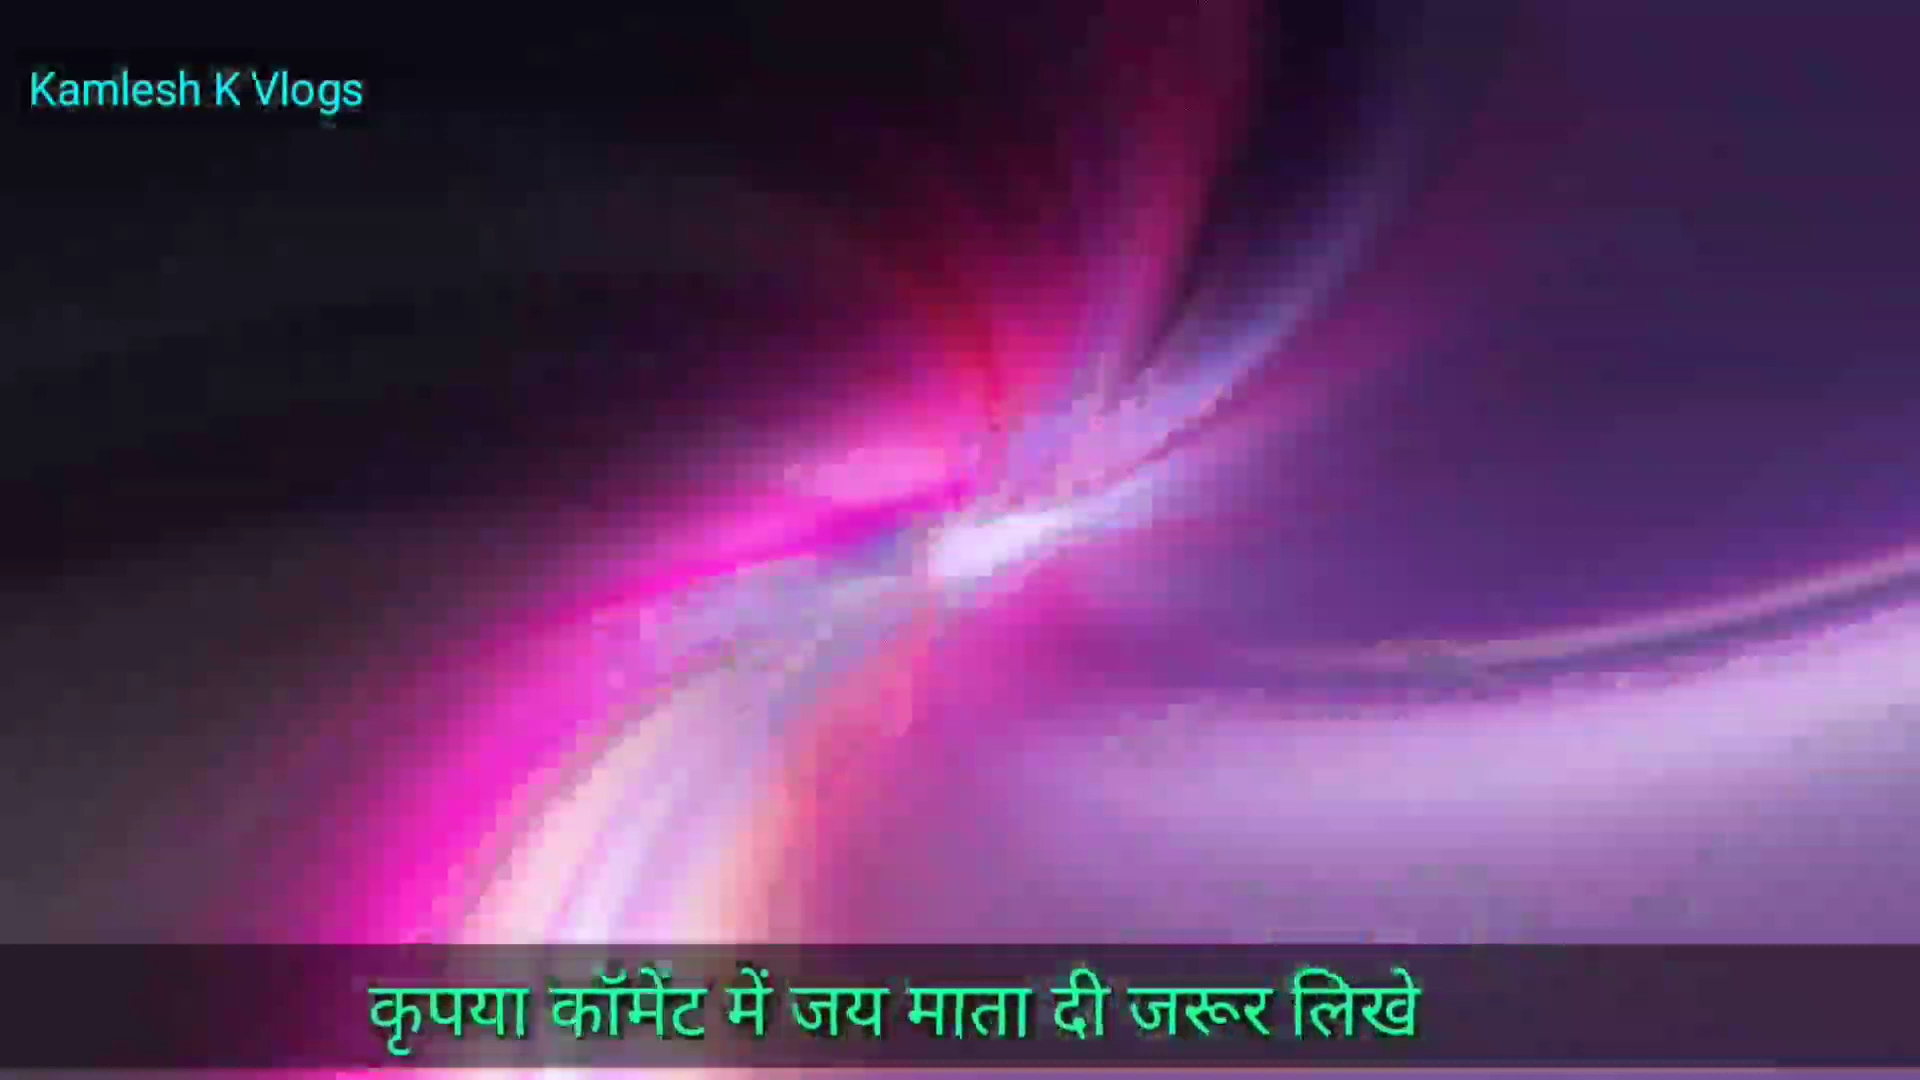 Kamlesh K Vlogs
कृपया कॉमेंट में जय माता दी जरूर लिखे